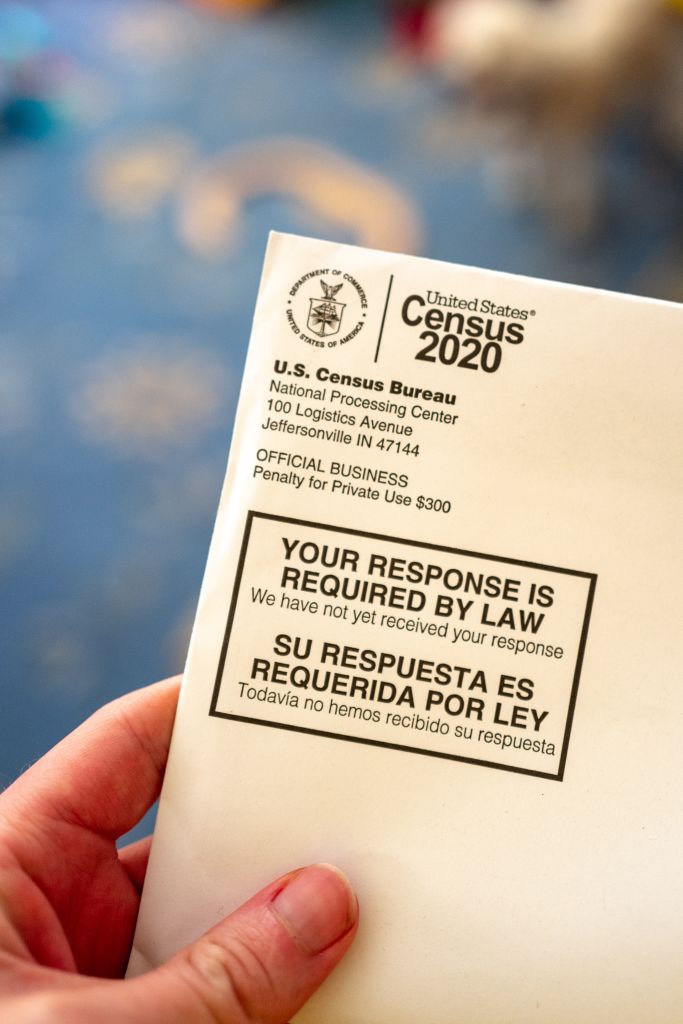 DEPARTMENT OF COMMERCE
UNITED STATES OF AMERICA
United States®
Census
2020
U.S. Census Bureau
National Processing Center
100 Logistics Avenue
Jeffersonville IN 47144
OFFICIAL BUSINESS
Penalty for Private Use $300
YOUR RESPONSE IS
REQUIRED BY LAW
We have not yet received your response
SU RESPUESTA ES
REQUERIDA POR LEY
Todavía no hemos recibido su respuesta